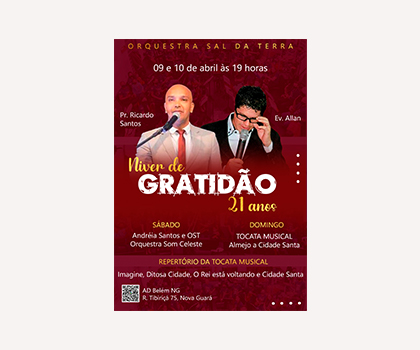 ORQUESTRA SAL DA TERRA
09 e 10 de abril às 19 horas
Pr. Ricardo
Santos
Ev. Allan
Niver de
GRATIDÃO
21 anos
SÁBADO
Andréia Santos e OST
Orquestra Som Celeste
DOMINGO
TOCATA MUSICAL
Almejo a Cidade Santa
REPERTÓRIO DA TOCATA MUSICAL
Imagine, Ditosa Cidade, O Rei está voltando e Cidade Santa
AD Belém NG
R. Tibiriçá 75, Nova Guará